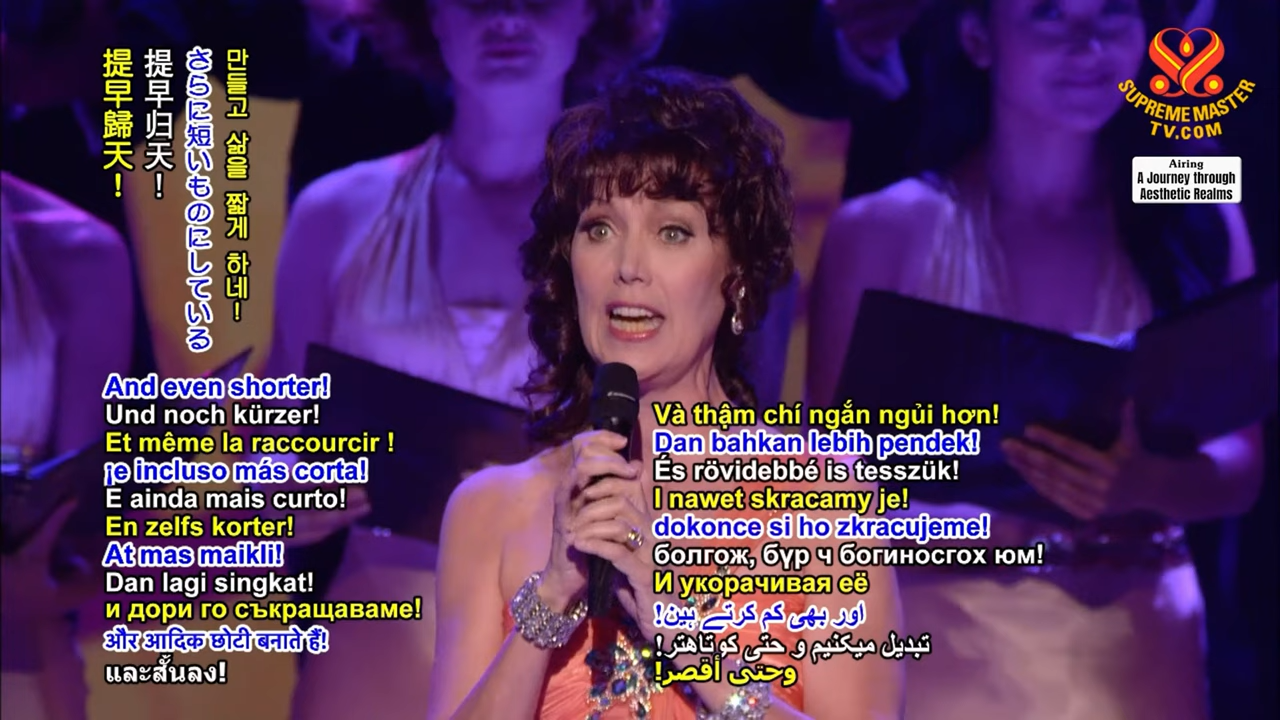 提早歸天！
提早归天！
さらに短いものにしている
만들고 삶을 짧게 하네!
SUPREME MASTER
TV.COM
Airing
A Journey through
Aesthetic Realms
And even shorter!
Und noch kürzer!
Et même la raccourcir !
¡e incluso más corta!
E ainda mais curto!
En zelfs korter!
At mas maikli!
Dan lagi singkat!
и дори го съкращаваме!
और आदिक छोटी बनाते हैं!
และสั้นลง!
Và thậm chí ngắn ngủi hơn!
Dan bahkan lebih pendek!
És rövidebbé is tesszük!
I nawet skracamy je!
dokonce si ho zkracujeme!
болгож, бүр ч богиносгох юм!
И укорачивая её
اور بھی کم کرتے ہین!
تبدیل میکنیم و حتی کوتاهتر!
وحتى أقصر!